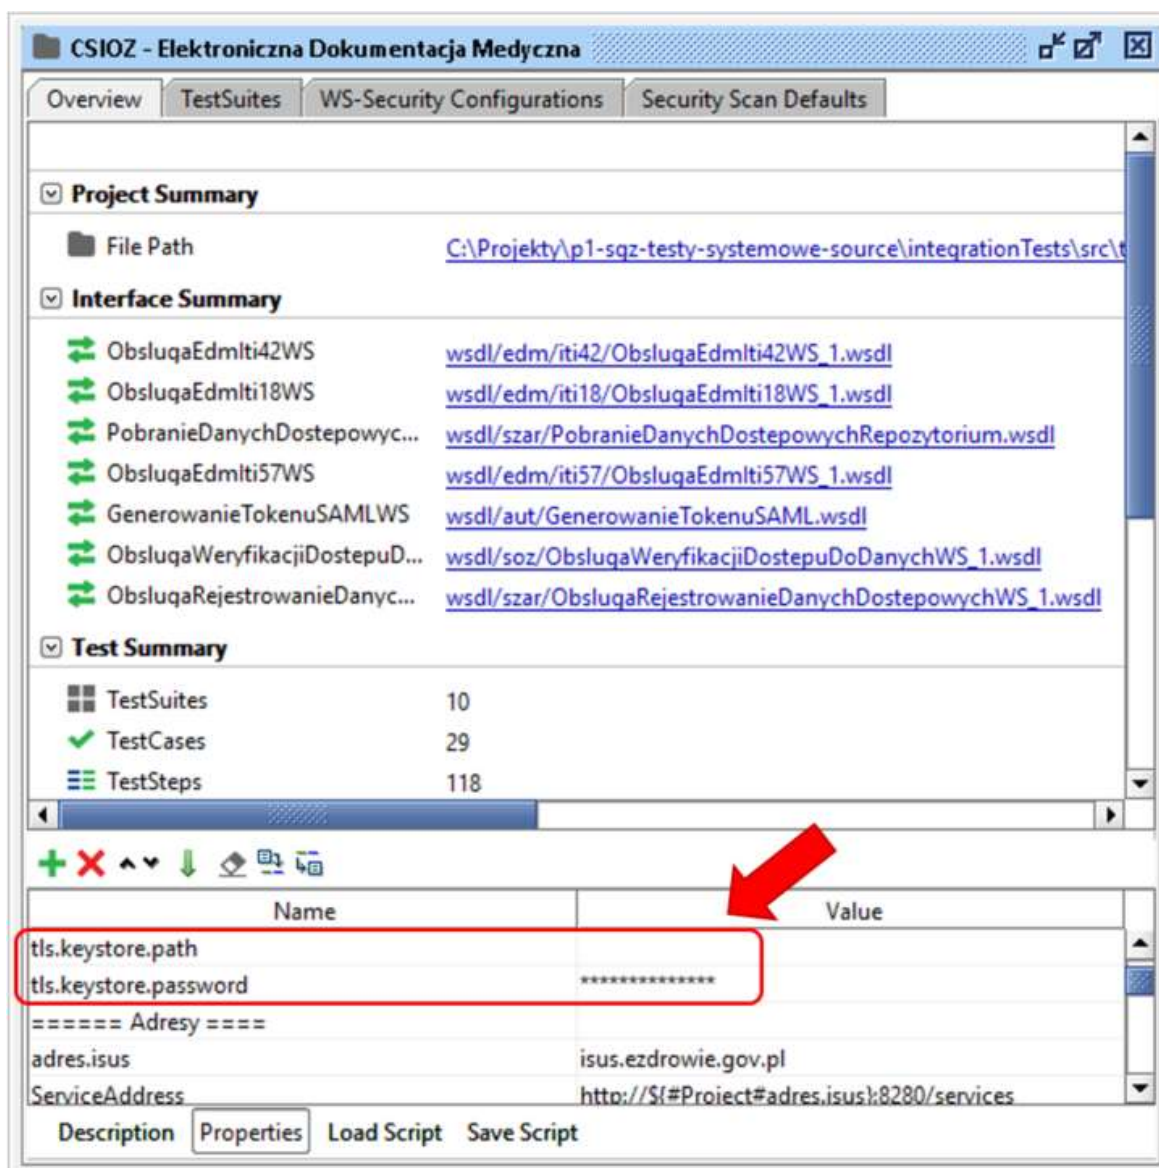 CSIOZ - Elektroniczna Dokumentacja Medyczna
Overview TestSuites WS-Security Configurations Security Scan Defaults
Project Summary
File Path C:\Projekty\p1-sgz-testy-systemowe-source\integrationTests\src\t
Interface Summary
ObslugaEdmIti42WS wsdl/edm/iti42/ObslugaEdmIti42WS_1.wsdl
ObslugaEdmIti18WS wsdl/edm/iti18/ObslugaEdmIti18WS_1.wsdl
PobranieDanychDostepowyc... wsdl/szar/PobranieDanychDostepowychRepozytorium.wsdl
ObslugaEdmIti57WS wsdl/edm/iti57/ObslugaEdmIti57WS_1.wsdl
GenerowanieTokenuSAMLWS wsdl/aut/GenerowanieTokenuSAML.wsdl
ObslugaWeryfikacjiDostepuD... wsdl/soz/ObslugaWeryfikacjiDostepuDoDanychWS_1.wsdl
ObslugaRejestrowanieDanyc... wsdl/szar/ObslugaRejestrowanieDanychDostepowychWS_1.wsdl
Test Summary
TestSuites 10
TestCases 29
TestSteps 118
Name Value
tls.keystore.path
tls.keystore.password **************
====== Adresy ====
adres.isus isus.ezdrowie.gov.pl
ServiceAddress http://${#Project#adres.isus}:8280/services
Description Properties Load Script Save Script